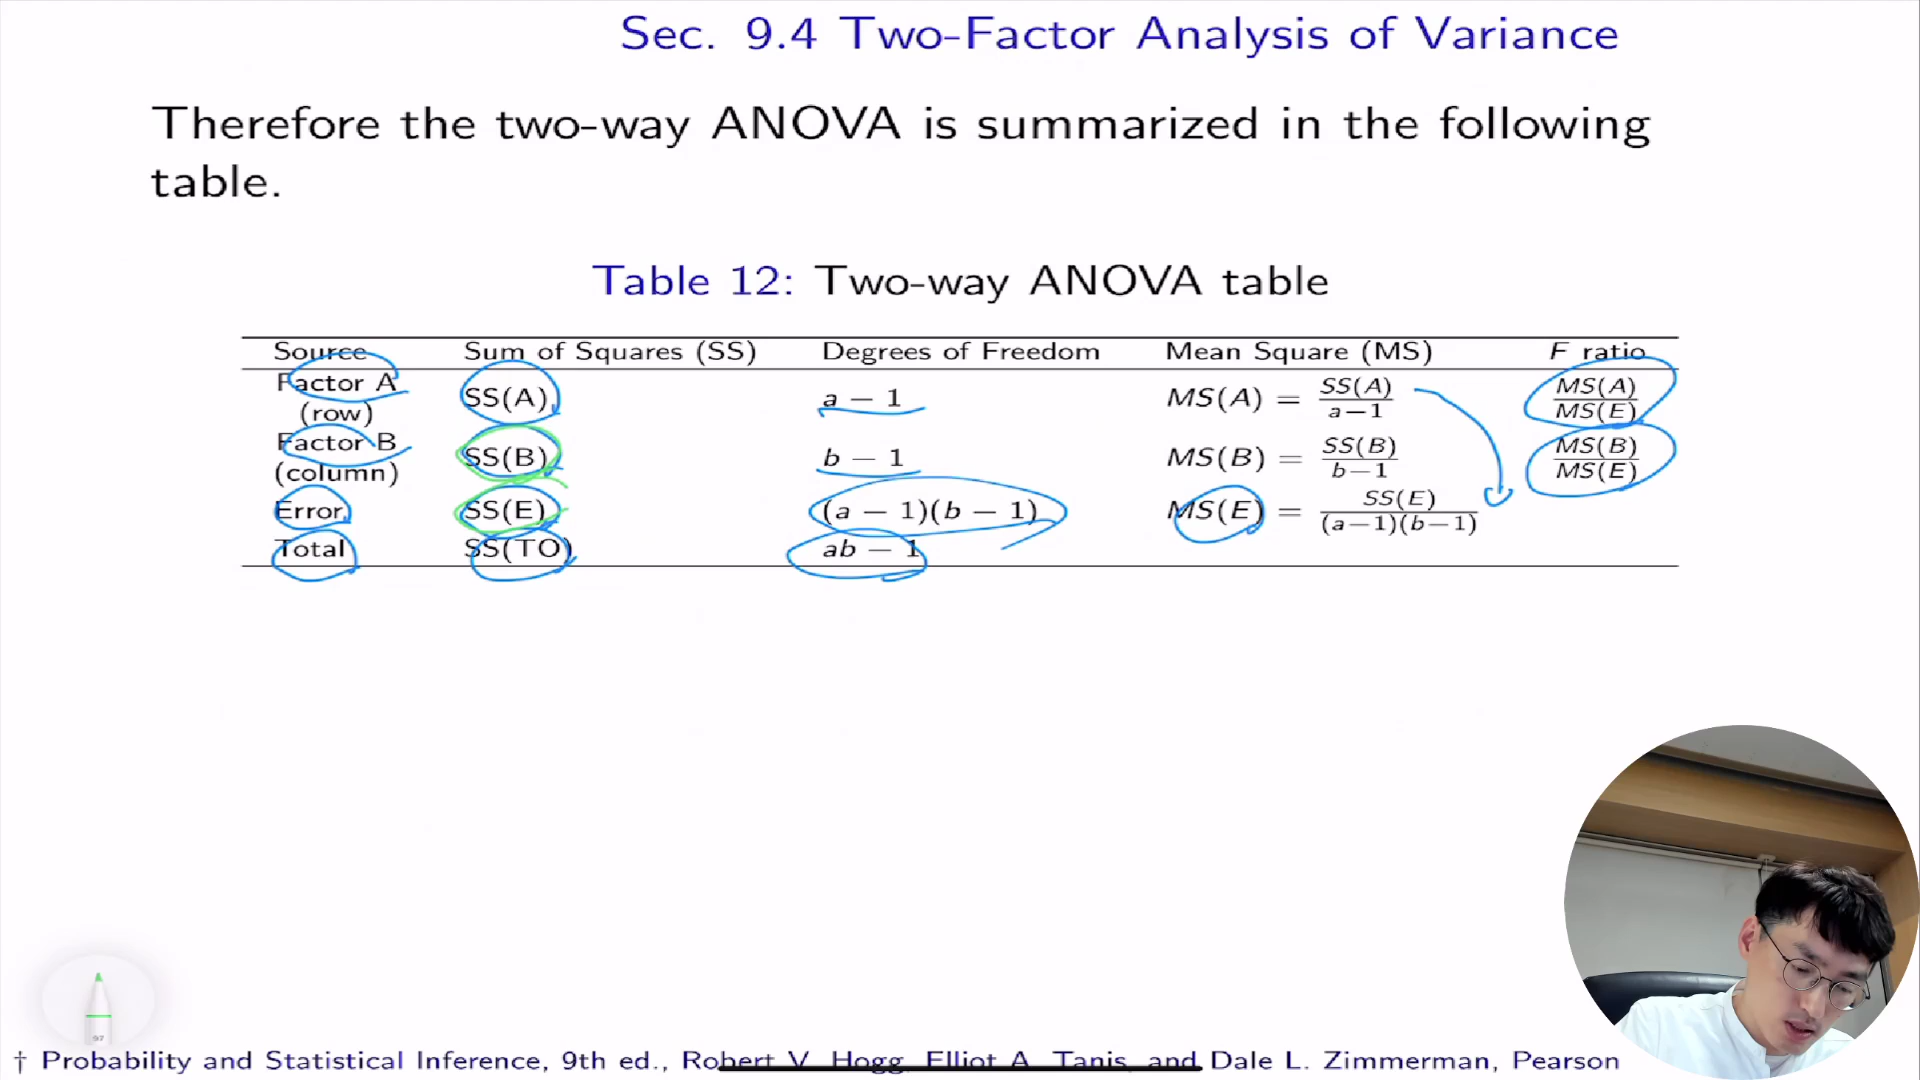 Sec. 9.4 Two-Factor Analysis of Variance
Therefore the two-way ANOVA is summarized in the following
table.
Table 12: Two-way ANOVA table
Source Sum of Squares (SS) Degrees of Freedom Mean Square (MS) F ratio
Factor A (row) SS(A) a − 1 MS(A) = SS(A)/(a−1) MS(A)/MS(E)
Factor B (column) SS(B) b − 1 MS(B) = SS(B)/(b−1) MS(B)/MS(E)
Error SS(E) (a − 1)(b − 1) MS(E) = SS(E)/((a−1)(b−1))
Total SS(TO) ab − 1
97
† Probability and Statistical Inference, 9th ed., Robert V. Hogg, Elliot A. Tanis, and Dale L. Zimmerman, Pearson